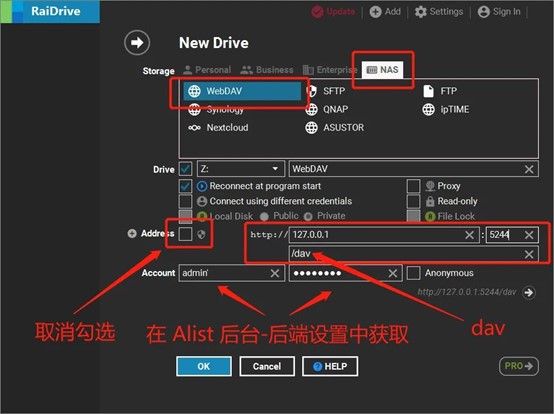 RaiDrive
Update
Add
Settings
Sign In
New Drive
Storage
Personal
Business
Enterprise
NAS
WebDAV
SFTP
FTP
Synology
QNAP
ipTIME
Nextcloud
ASUSTOR
Drive
Z:
WebDAV
Reconnect at program start
Proxy
Connect using different credentials
Read-only
Local Disk
Public
Private
File Lock
Address
http://
127.0.0.1
:
5244
/dav
Account
admin'
Anonymous
http://127.0.0.1:5244/dav
取消勾选
在 Alist 后台-后端设置中获取
dav
OK
Cancel
HELP
PRO